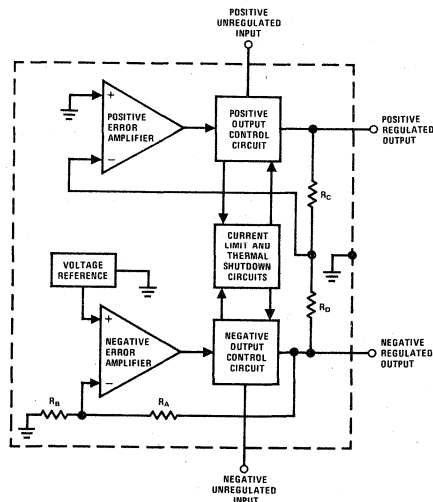 POSITIVE
UNREGULATED
INPUT
+
POSITIVE
ERROR
AMPLIFIER
−
POSITIVE
OUTPUT
CONTROL
CIRCUIT
POSITIVE
REGULATED
OUTPUT
RC
CURRENT
LIMIT AND
THERMAL
SHUTDOWN
CIRCUITS
VOLTAGE
REFERENCE
RD
+
NEGATIVE
ERROR
AMPLIFIER
−
NEGATIVE
OUTPUT
CONTROL
CIRCUIT
NEGATIVE
REGULATED
OUTPUT
RB
RA
NEGATIVE
UNREGULATED
INPUT